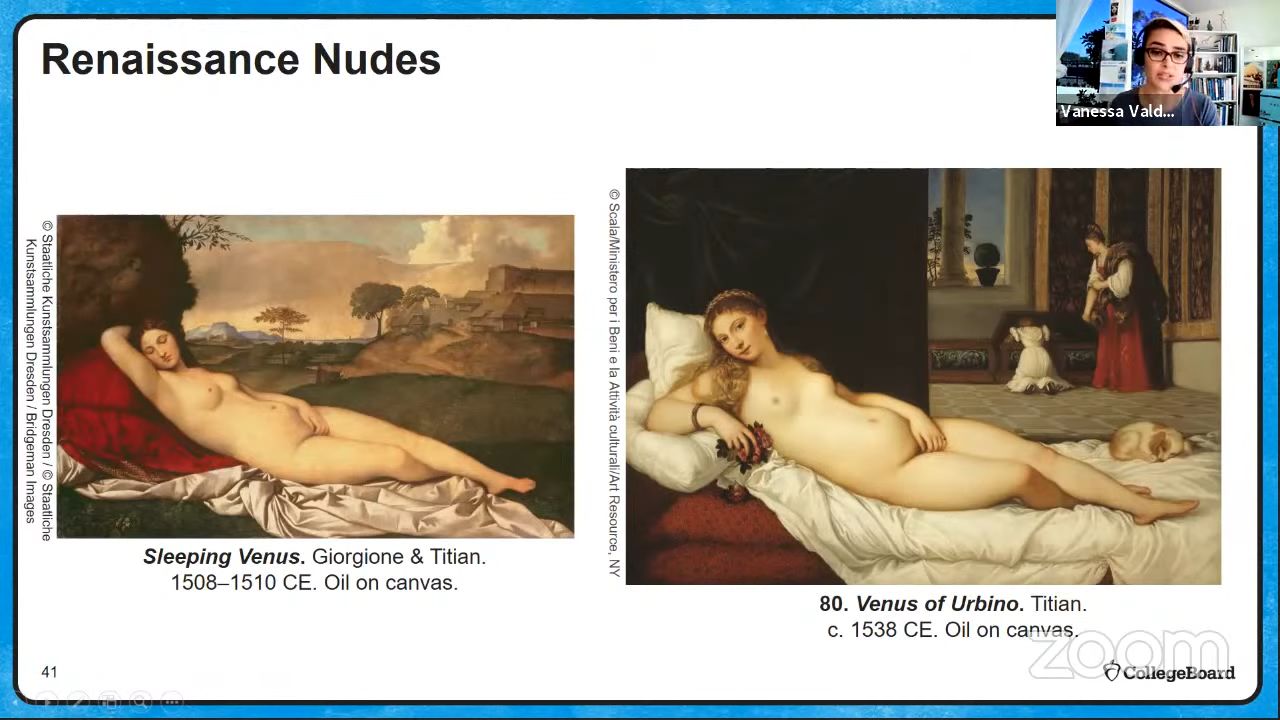 Renaissance Nudes
Vanessa Vald...
© Staatliche Kunstsammlungen Dresden / © Staatliche
Kunstsammlungen Dresden / Bridgeman Images
Sleeping Venus. Giorgione & Titian.
1508–1510 CE. Oil on canvas.
© Scala/Ministero per i Beni e la Attività culturali/Art Resource, NY
80. Venus of Urbino. Titian.
c. 1538 CE. Oil on canvas.
zoom
41
CollegeBoard